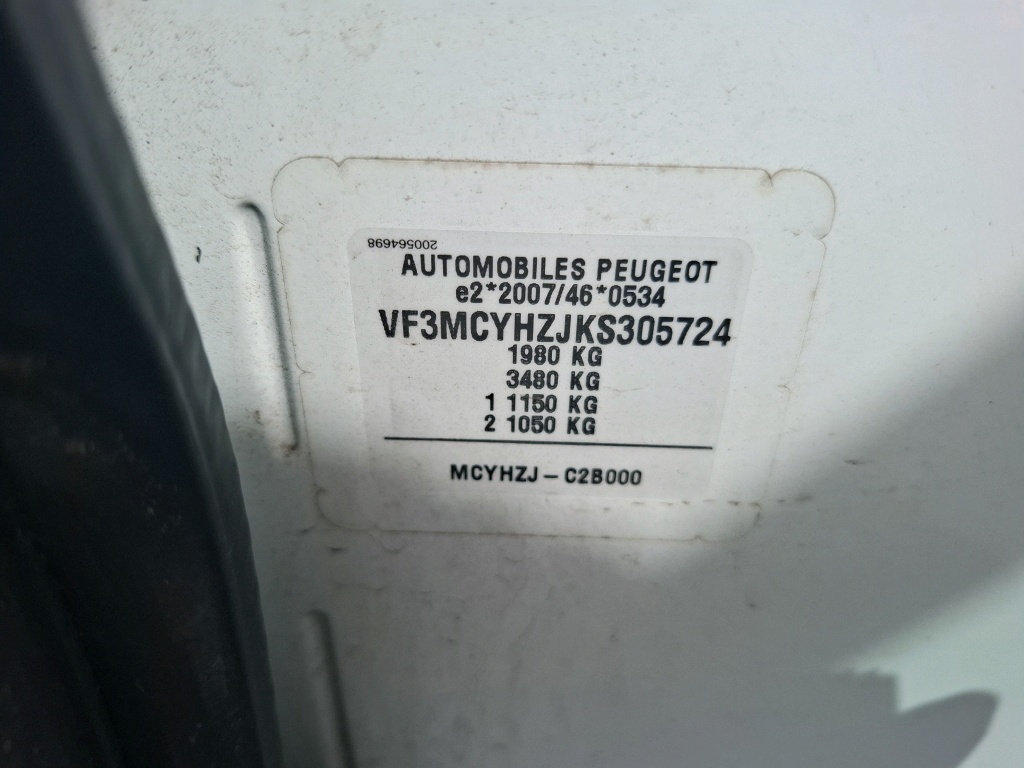 200564698
AUTOMOBILES PEUGEOT
e2*2007/46*0534
VF3MCYHZJKS305724
1980 KG
3480 KG
1 1150 KG
2 1050 KG
MCYHZJ – C2B000